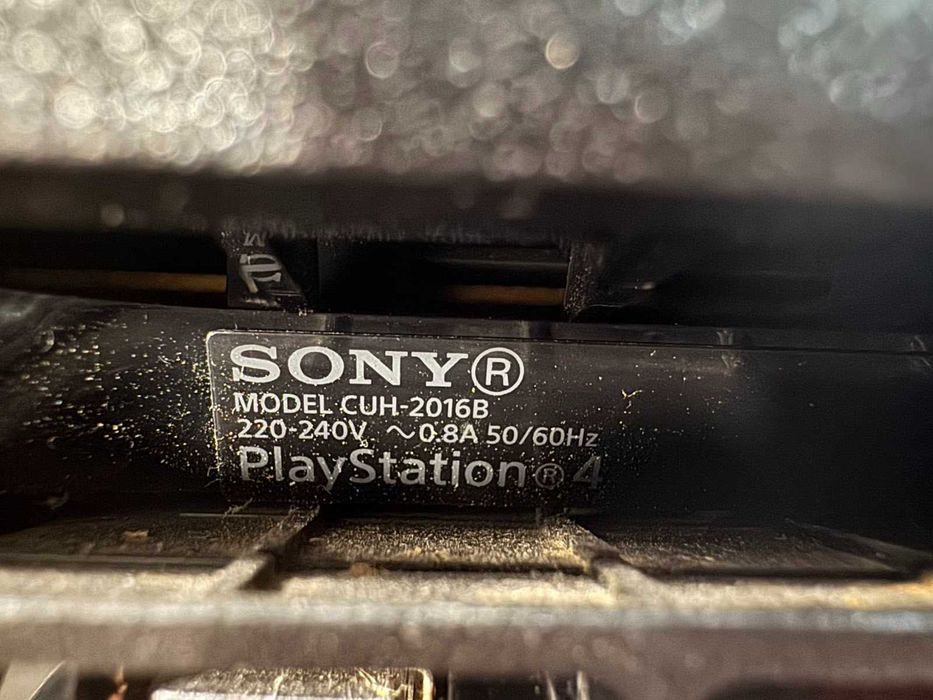 SONY®
MODEL CUH-2016B
220-240V ～0.8A 50/60Hz
PlayStation®4